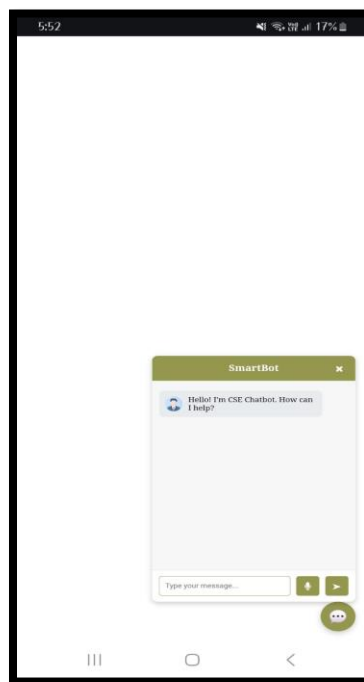 5:52 17%
SmartBot ×
Hello! I'm CSE Chatbot. How can
I help?
Type your message...